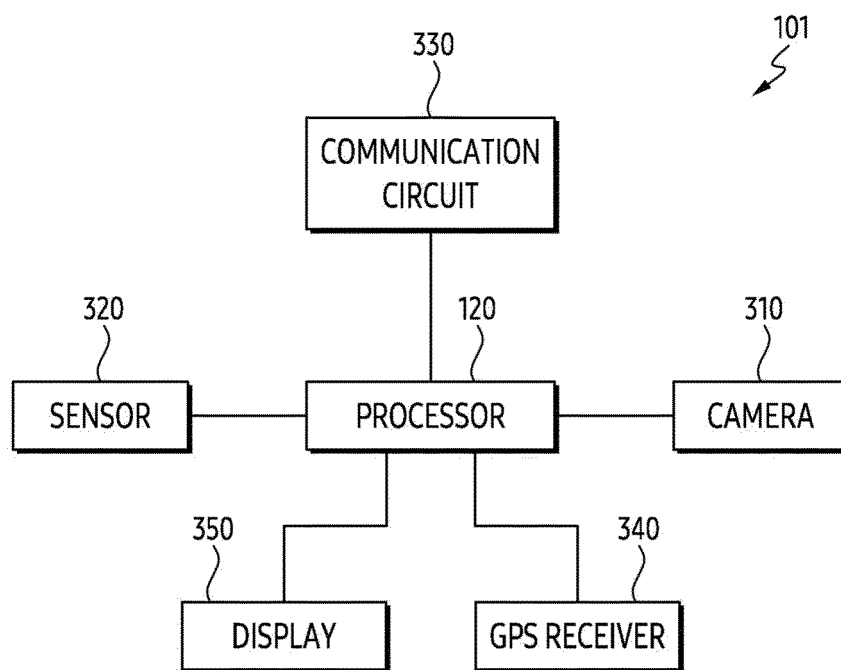 101
330
COMMUNICATION
CIRCUIT
320
120
310
SENSOR
PROCESSOR
CAMERA
350
340
DISPLAY
GPS RECEIVER